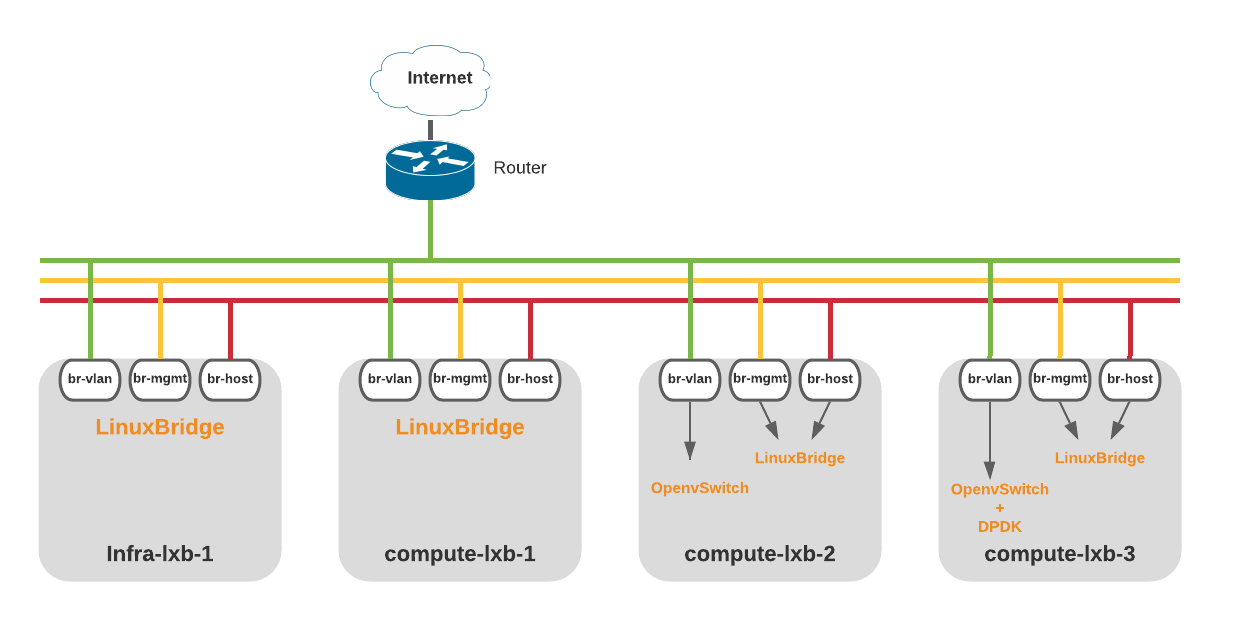 Internet
Router
br-vlan
br-mgmt
br-host
br-vlan
br-mgmt
br-host
br-vlan
br-mgmt
br-host
br-vlan
br-mgmt
br-host
LinuxBridge
LinuxBridge
LinuxBridge
OpenvSwitch
LinuxBridge
OpenvSwitch
+
DPDK
Infra-lxb-1
compute-lxb-1
compute-lxb-2
compute-lxb-3